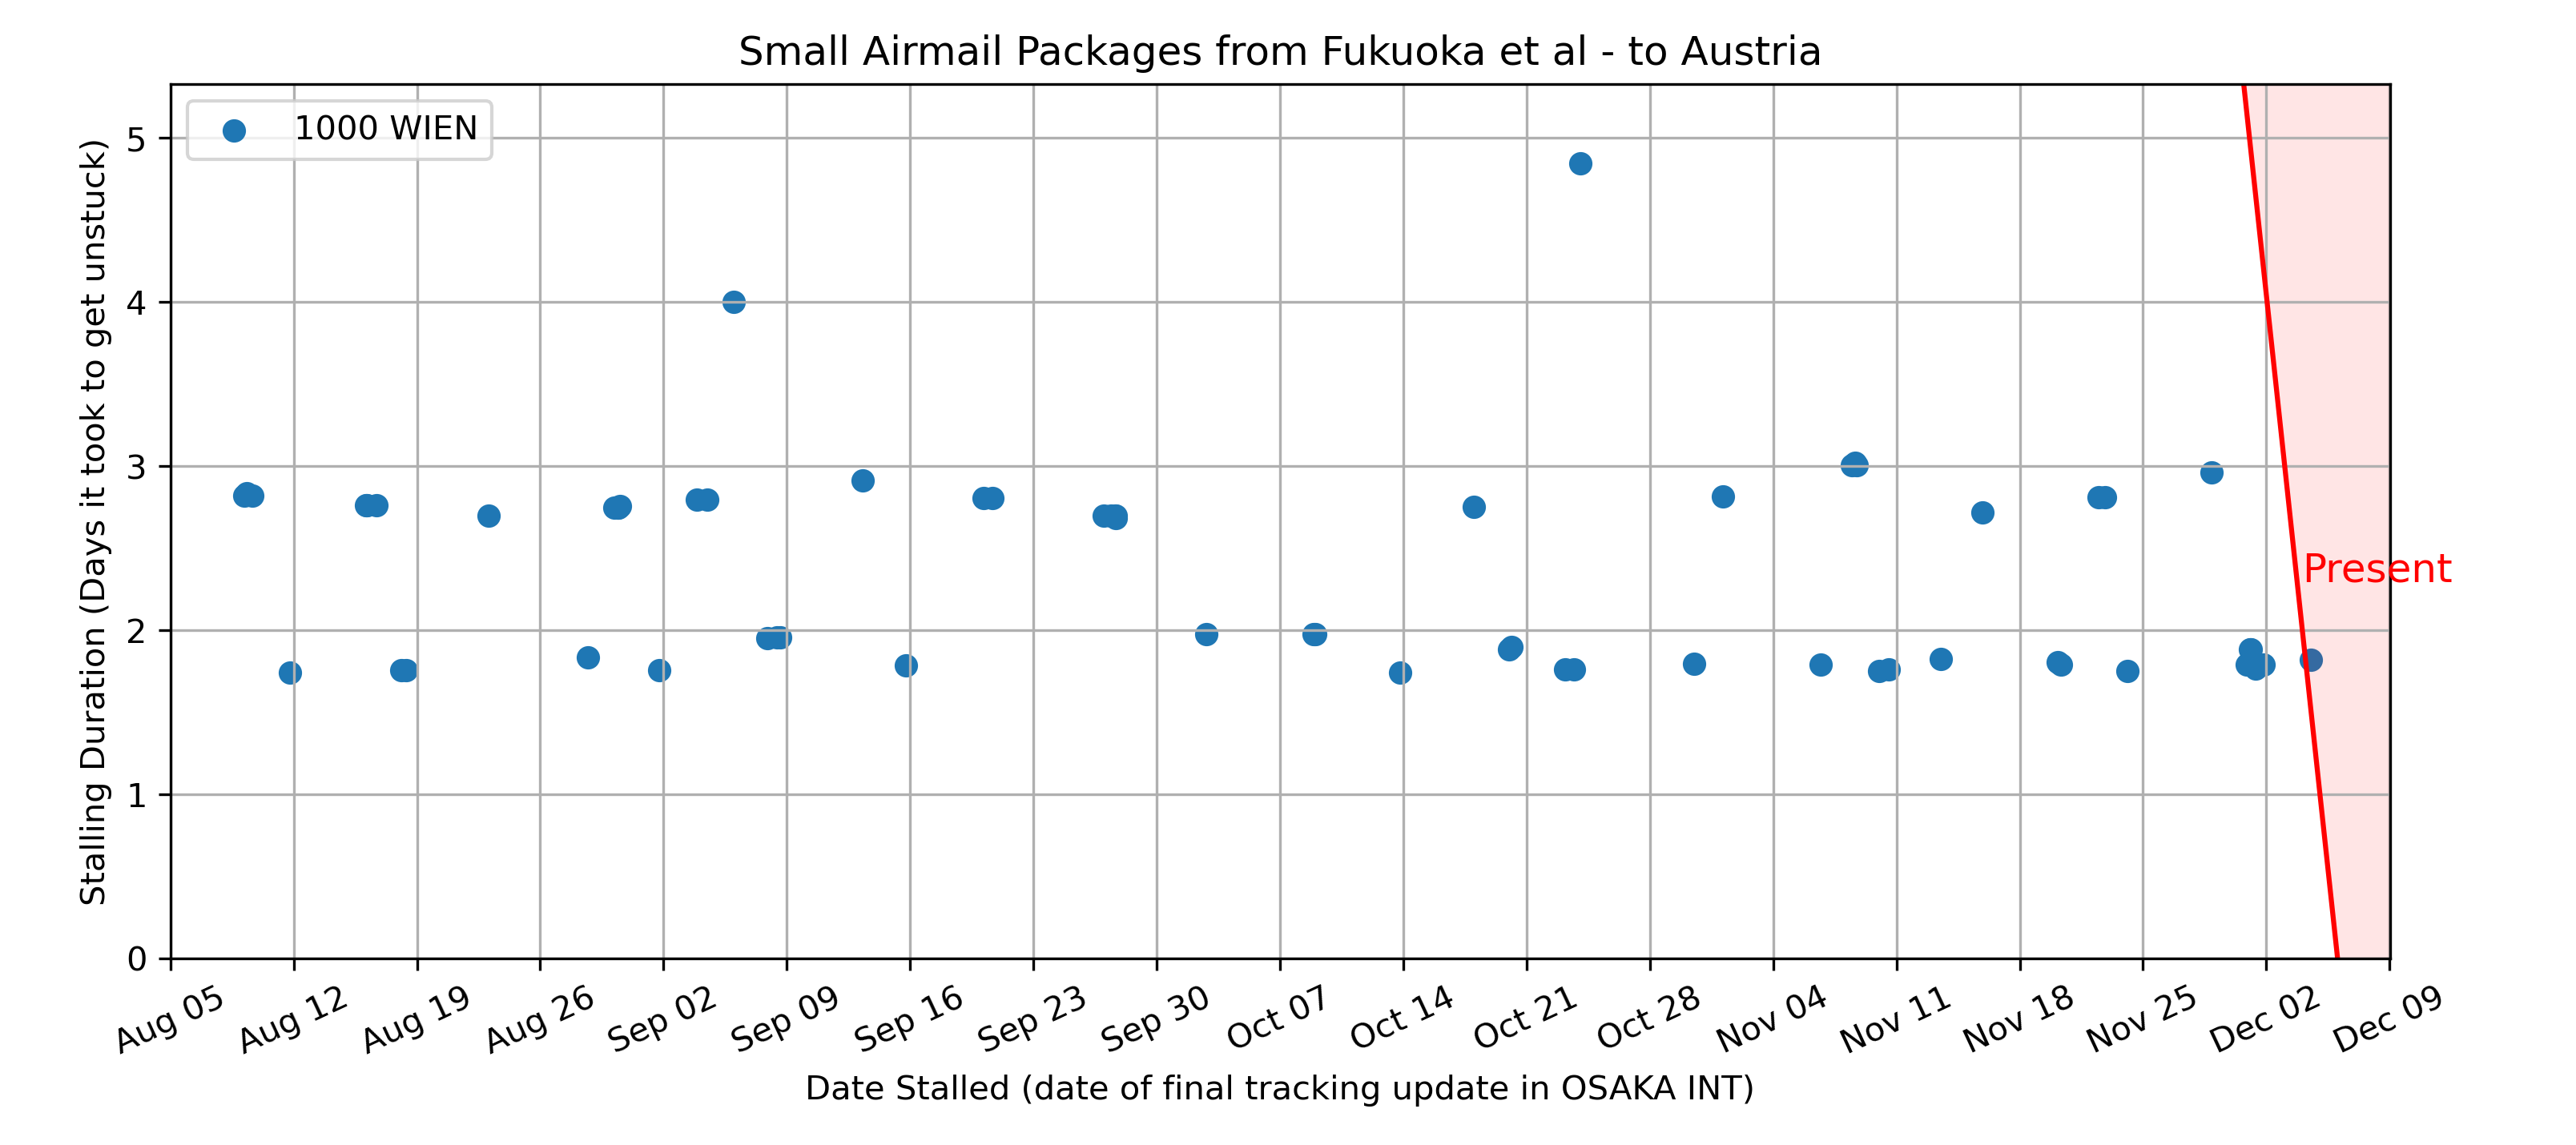 Small Airmail Packages from Fukuoka et al - to Austria
1000 WIEN
Stalling Duration (Days it took to get unstuck)
5
4
3
2
1
0
Present
Aug 05
Aug 12
Aug 19
Aug 26
Sep 02
Sep 09
Sep 16
Sep 23
Sep 30
Oct 07
Oct 14
Oct 21
Oct 28
Nov 04
Nov 11
Nov 18
Nov 25
Dec 02
Dec 09
Date Stalled (date of final tracking update in OSAKA INT)